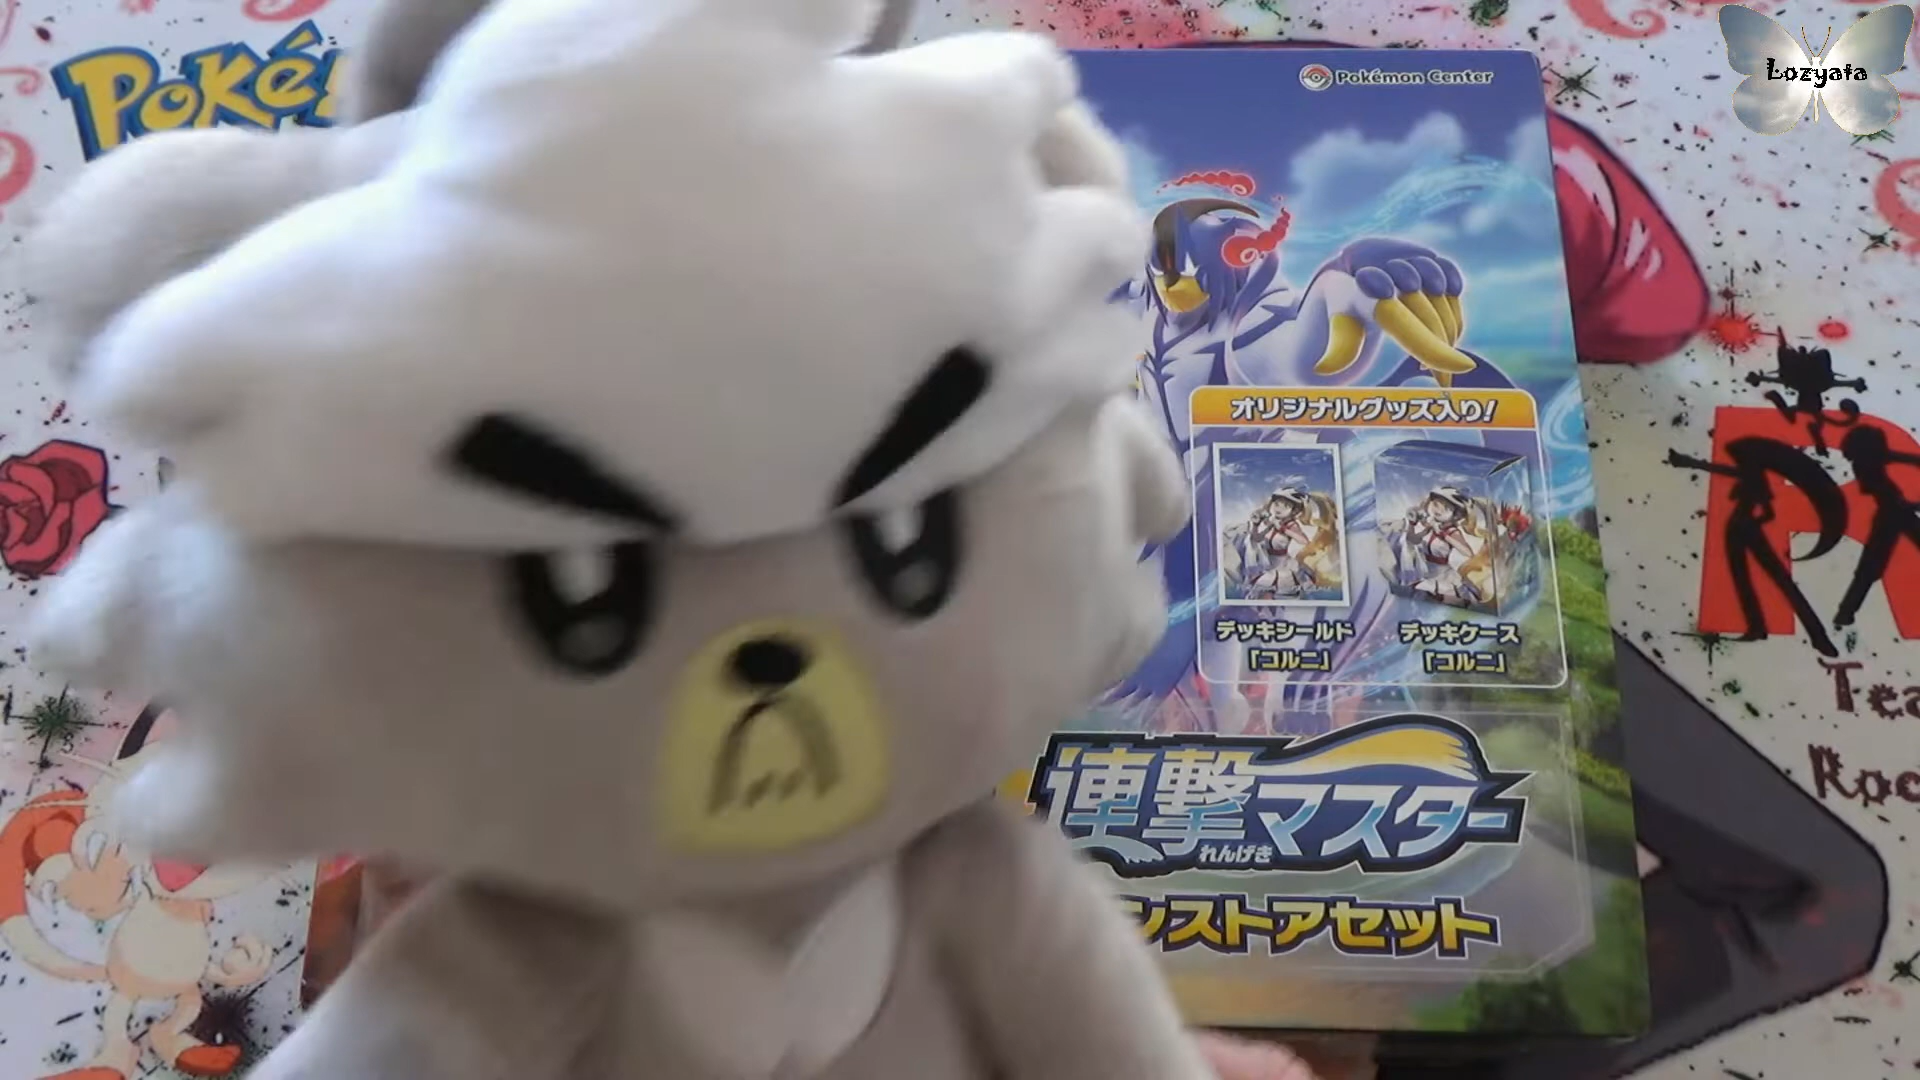 Poké
Pokémon Center
Lozyata
オリジナルグッズ入り!
デッキシールド
「コルニ」
デッキケース
「コルニ」
連撃マスター
れんげき
ンストアセット
R
Tea
Roc